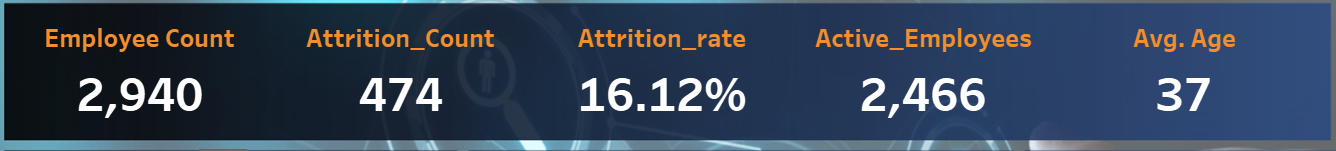 Employee Count Attrition_Count Attrition_rate Active_Employees Avg. Age
2,940 474 16.12% 2,466 37